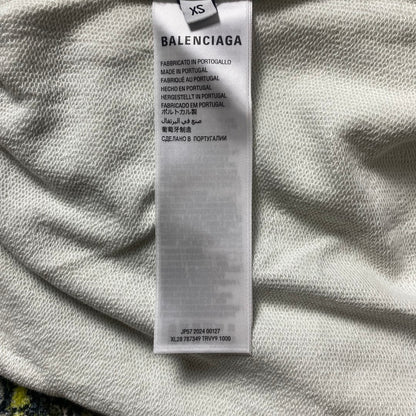 XS
BALENCIAGA
FABBRICATO IN PORTOGALLO
MADE IN PORTUGAL
FABRIQUÉ AU PORTUGAL
HECHO EN PORTUGAL
HERGESTELLT IN PORTUGAL
FABRICADO EM PORTUGAL
ポルトガル製
صنع في البرتغال
葡萄牙制造
СДЕЛАНО В ПОРТУГАЛИИ
JP57 2024 00127
XL28 787349 TRVY9 1000